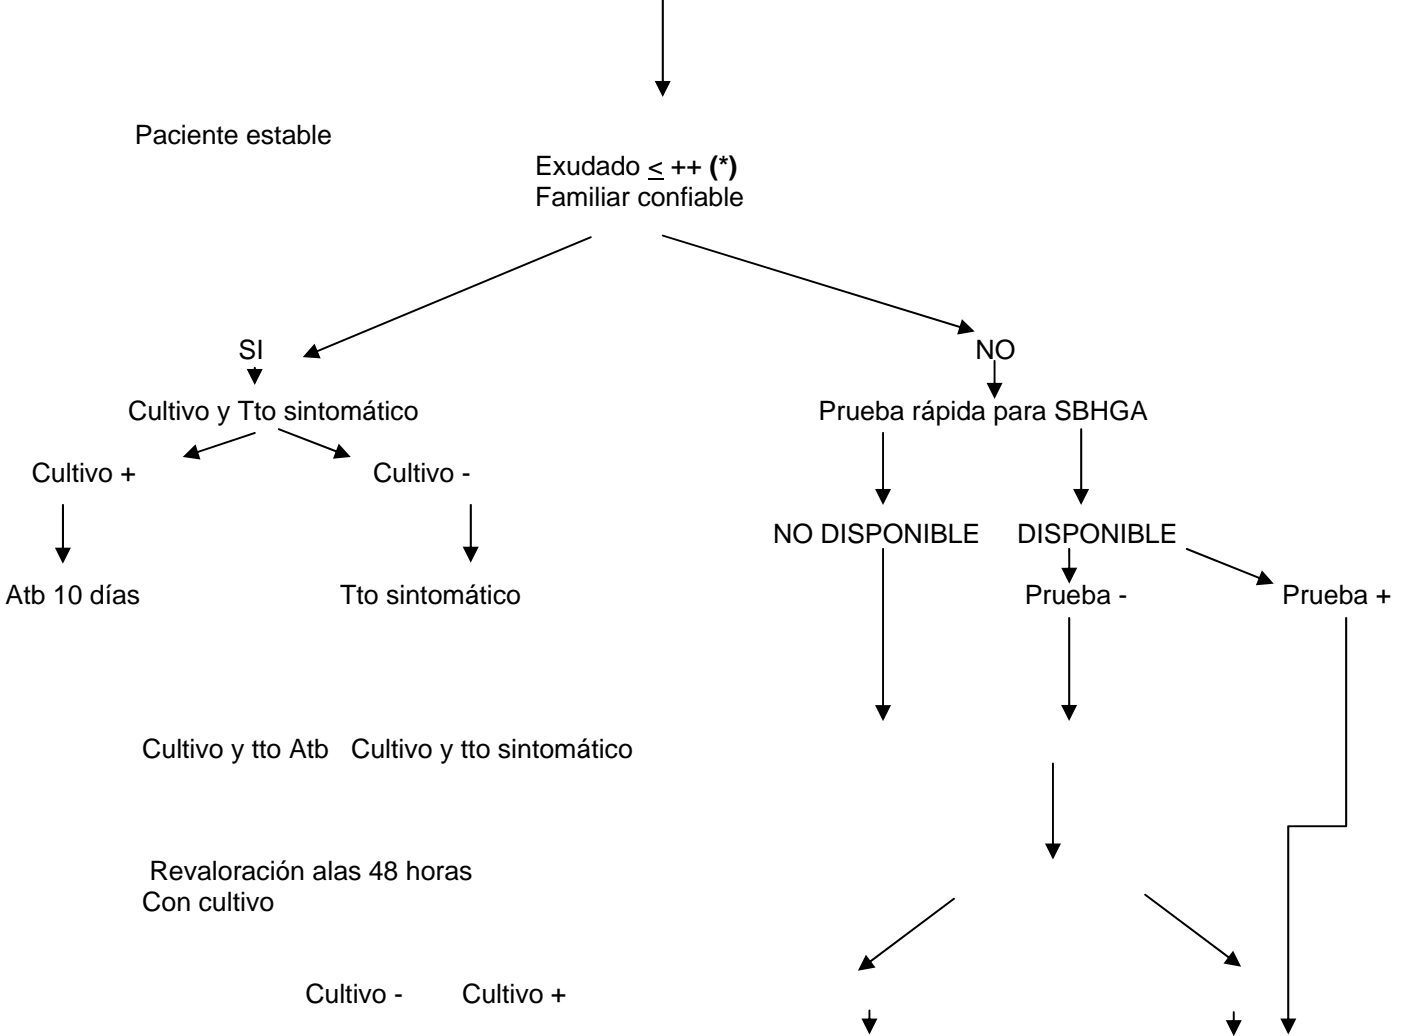 Paciente estable
Exudado < ++ (*)
Familiar confiable
SI
NO
Cultivo y Tto sintomático
Prueba rápida para SBHGA
Cultivo +
Cultivo -
NO DISPONIBLE
DISPONIBLE
Atb 10 días
Tto sintomático
Prueba -
Prueba +
Cultivo y tto Atb
Cultivo y tto sintomático
Revaloración alas 48 horas
Con cultivo
Cultivo -
Cultivo +